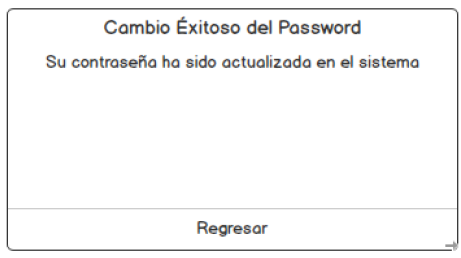 Cambio Éxitoso del Password
Su contraseña ha sido actualizada en el sistema
Regresar